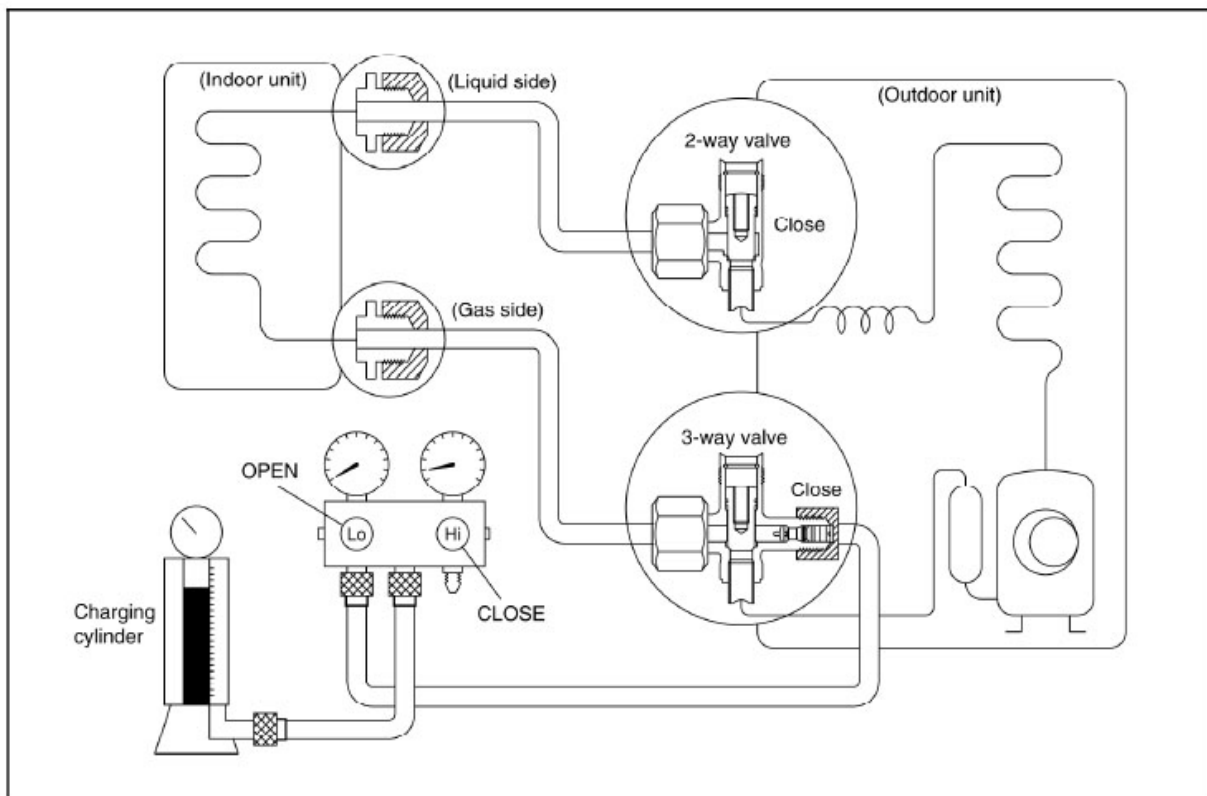 (Indoor unit)
(Liquid side)
(Outdoor unit)
2-way valve
Close
(Gas side)
3-way valve
Close
OPEN
Lo
Hi
CLOSE
Charging
cylinder